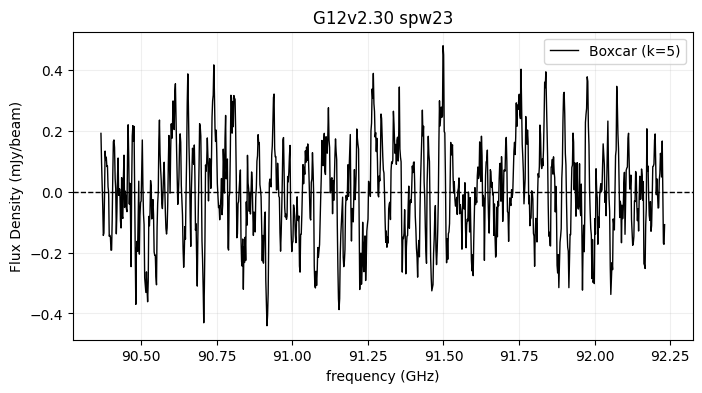 G12v2.30 spw23
Boxcar (k=5)
Flux Density (mJy/beam)
0.4
0.2
0.0
−0.2
−0.4
90.50 90.75 91.00 91.25 91.50 91.75 92.00 92.25
frequency (GHz)